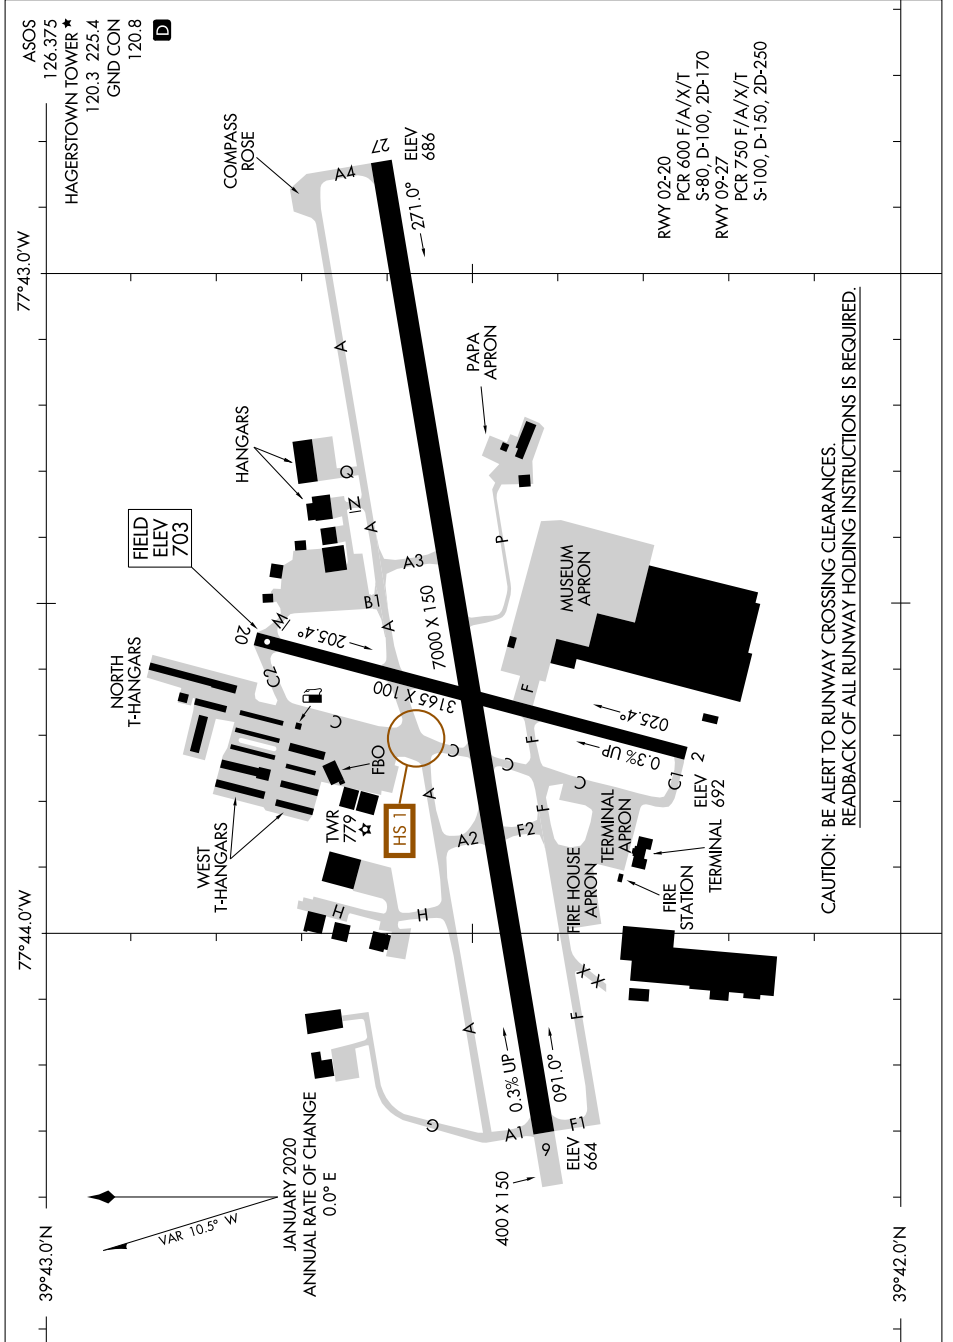 ASOS
126.375
HAGERSTOWN TOWER★
120.3 225.4
GND CON
120.8
D
77°43.0'W
COMPASS
ROSE
A4
27
ELEV
686
271.0°
RWY 02-20
PCR 600 F/A/X/T
S-80, D-100, 2D-170
RWY 09-27
PCR 750 F/A/X/T
S-100, D-150, 2D-250
A
PAPA
APRON
HANGARS
Q
N
A
FIELD
ELEV
703
A3
P
B1
A
M
20
205.4°
7000 X 150
MUSEUM
APRON
NORTH
T-HANGARS
C2
3165 X 100
F
025.4°
C
FBO
C
C
F
C
0.3% UP
2
C1
ELEV
692
HS 1
A
TWR
779
A2
F2
F
WEST
T-HANGARS
TERMINAL
APRON
FIRE HOUSE
APRON
TERMINAL
FIRE
STATION
H
H
77°44.0'W
X
X
CAUTION: BE ALERT TO RUNWAY CROSSING CLEARANCES.
READBACK OF ALL RUNWAY HOLDING INSTRUCTIONS IS REQUIRED.
A
F
0.3% UP
091.0°
G
A1
F1
9
ELEV
664
400 X 150
JANUARY 2020
ANNUAL RATE OF CHANGE
0.0° E
VAR 10.5° W
39°43.0'N
39°42.0'N